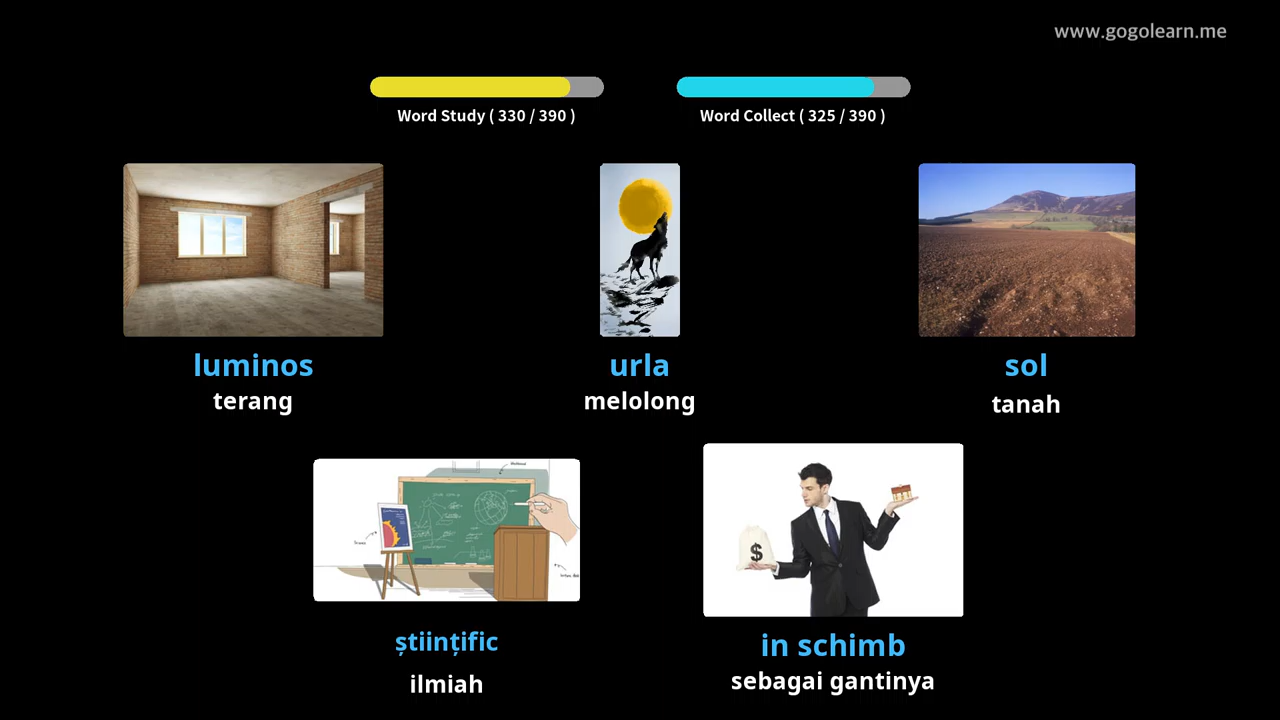 www.gogolearn.me
Word Study ( 330 / 390 )
Word Collect ( 325 / 390 )
luminos
terang
urla
melolong
sol
tanah
$
științific
ilmiah
in schimb
sebagai gantinya